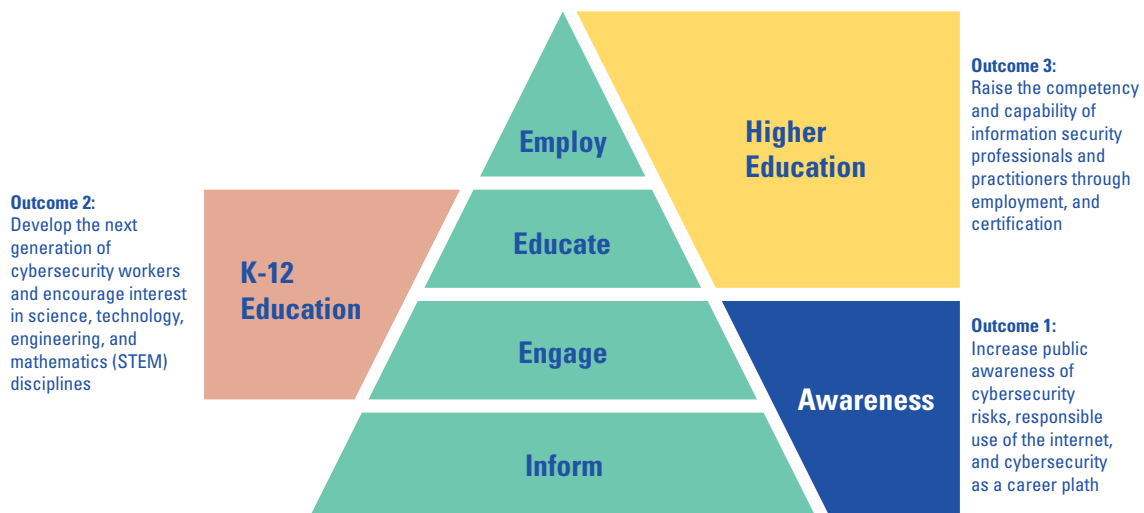 Outcome 3:
Raise the competency
and capability of
information security
professionals and
practitioners through
employment, and
certification
Higher
Education
Employ
Outcome 2:
Develop the next
generation of
cybersecurity workers
and encourage interest
in science, technology,
engineering, and
mathematics (STEM)
disciplines
K-12
Education
Educate
Engage
Outcome 1:
Increase public
awareness of
cybersecurity
risks, responsible
use of the internet,
and cybersecurity
as a career plath
Awareness
Inform